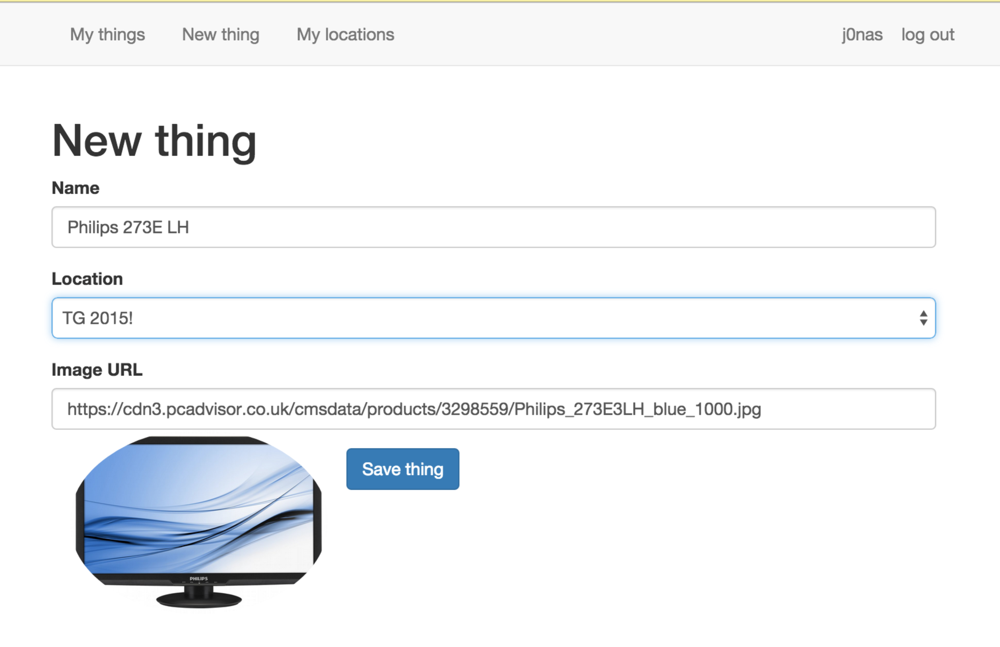 My things New thing My locations j0nas log out
New thing
Name
Philips 273E LH
Location
TG 2015!
Image URL
https://cdn3.pcadvisor.co.uk/cmsdata/products/3298559/Philips_273E3LH_blue_1000.jpg
Save thing
PHILIPS